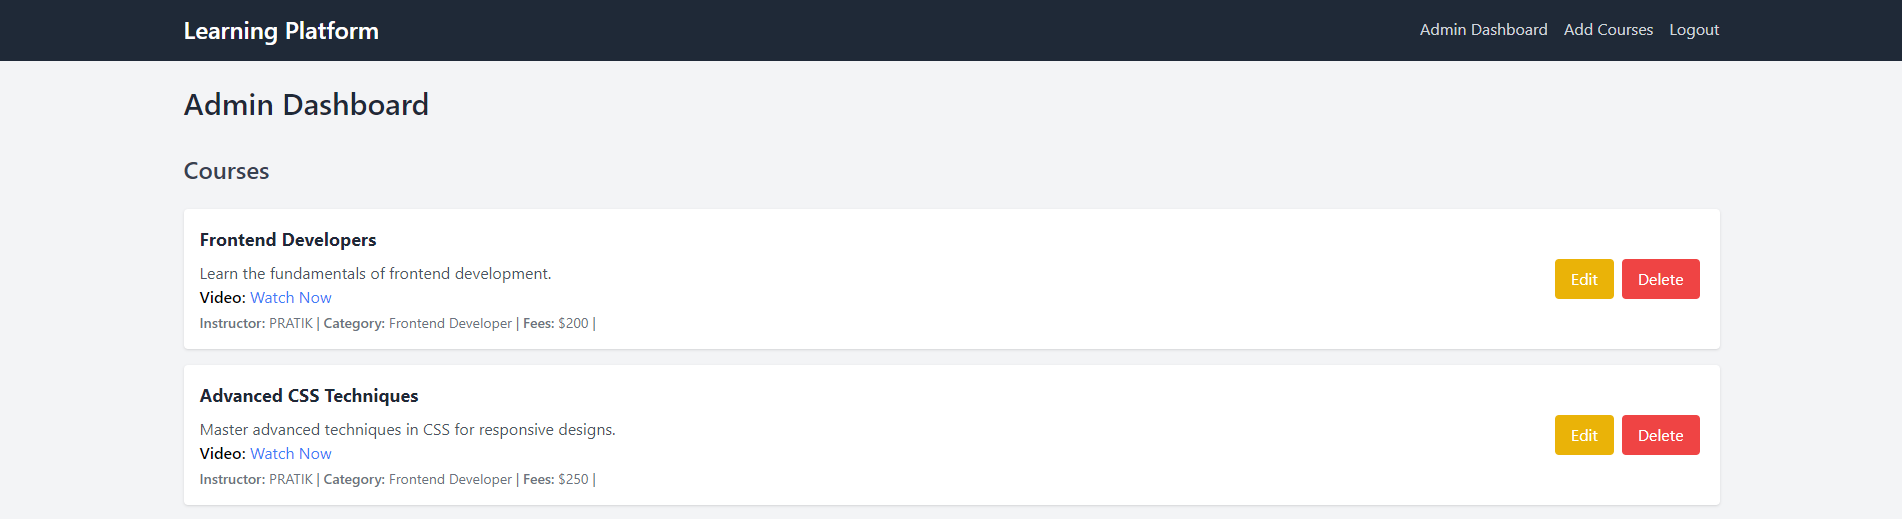 Learning Platform
Admin Dashboard Add Courses Logout
Admin Dashboard
Courses
Frontend Developers
Learn the fundamentals of frontend development.
Video: Watch Now
Instructor: PRATIK | Category: Frontend Developer | Fees: $200 |
Edit Delete
Advanced CSS Techniques
Master advanced techniques in CSS for responsive designs.
Video: Watch Now
Instructor: PRATIK | Category: Frontend Developer | Fees: $250 |
Edit Delete